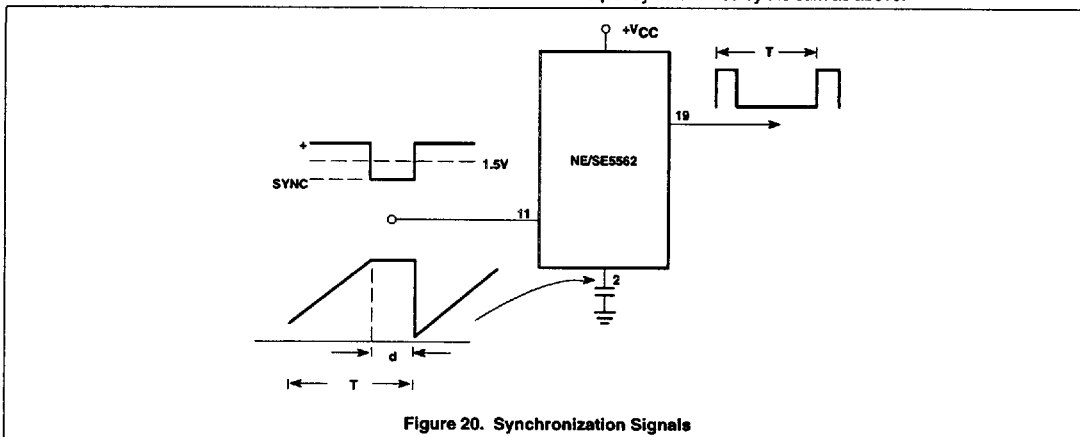 +VCC
T
19
+
1.5V
NE/SE5562
SYNC
11
2
d
T
Figure 20. Synchronization Signals